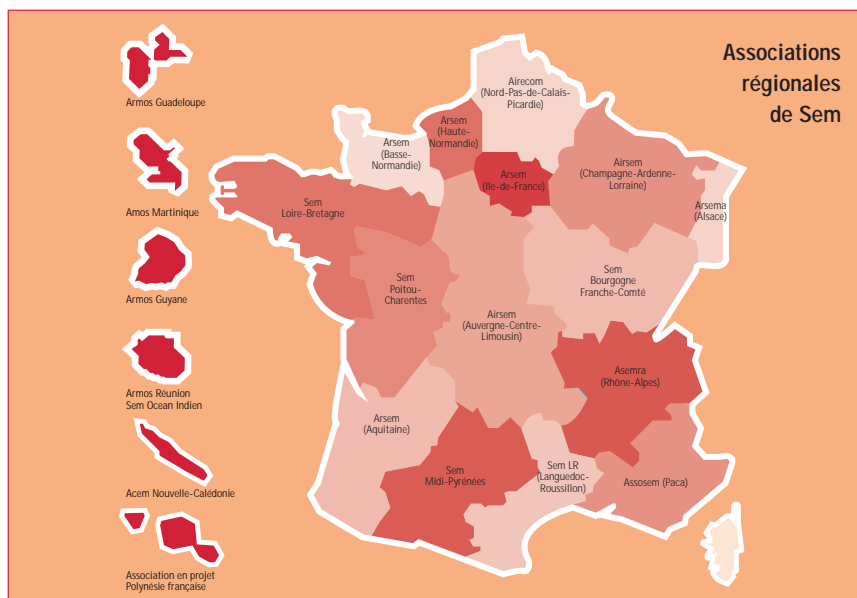 Associations
régionales
de Sem
Armos Guadeloupe
Amos Martinique
Armos Guyane
Armos Réunion
Sem Ocean Indien
Acem Nouvelle-Calédonie
Association en projet
Polynésie française
Airecom
(Nord-Pas-de-Calais-
Picardie)
Arsem
(Haute-
Normandie)
Arsem
(Basse-
Normandie)
Arsem
(Ile-de-France)
Airsem
(Champagne-Ardenne-
Lorraine)
Arsema
(Alsace)
Sem
Loire-Bretagne
Sem
Poitou-
Charentes
Sem
Bourgogne
Franche-Comté
Airsem
(Auvergne-Centre-
Limousin)
Asemra
(Rhône-Alpes)
Arsem
(Aquitaine)
Sem
Midi-Pyrénées
Sem LR
(Languedoc-
Roussillon)
Assosem (Paca)